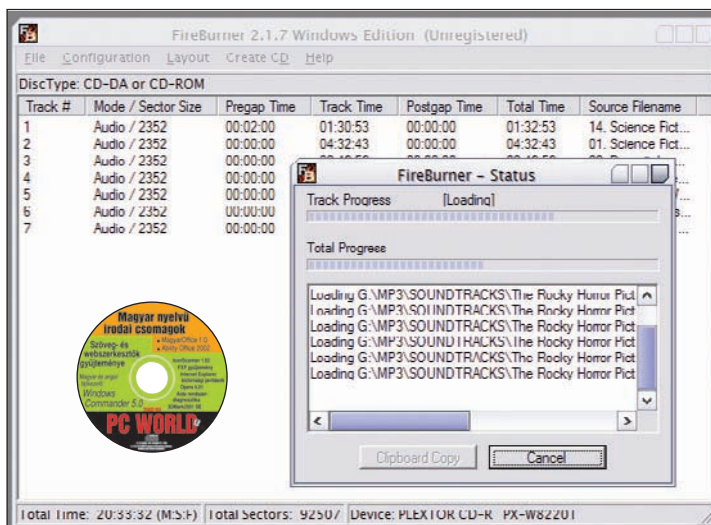 FireBurner 2.1.7 Windows Edition (Unregistered)
File Configuration Layout Create CD Help
DiscType: CD-DA or CD-ROM
Track # Mode / Sector Size Pregap Time Track Time Postgap Time Total Time Source Filename
1 Audio / 2352 00:02:00 01:30:53 00:00:00 01:32:53 14. Science Fict...
2 Audio / 2352 00:00:00 04:32:43 00:00:00 04:32:43 01. Science Fict...
3 Audio / 2352 00:00:00
4 Audio / 2352 00:00:00
5 Audio / 2352 00:00:00
6 Audio / 2352 00:00:00
7 Audio / 2352 00:00:00
FireBurner - Status
Track Progress [Loading]
Total Progress
Loading G:\MP3\SOUNDTRACKS\The Rocky Horror Pict
Loading G:\MP3\SOUNDTRACKS\The Rocky Horror Pict
Loading G:\MP3\SOUNDTRACKS\The Rocky Horror Pict
Loading G:\MP3\SOUNDTRACKS\The Rocky Horror Pict
Loading G:\MP3\SOUNDTRACKS\The Rocky Horror Pict
Loading G:\MP3\SOUNDTRACKS\The Rocky Horror Pict
Clipboard Copy Cancel
Magyar nyelvű
irodai csomagok
• MagyarOffice 1.0
• Ability Office 2002
Szöveg- és
webszerkesztők
gyűjteménye
Windows
Commander 5.0
Internet Explorer
PC WORLD
Total Time: 20:33:32 (M:S:F) Total Sectors: 92507 Device: PLEXTOR CD-R PX-W8220T